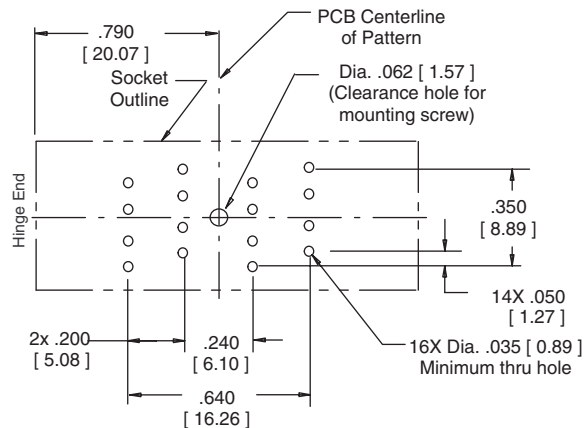 .790
[ 20.07 ]
PCB Centerline
of Pattern
Socket
Outline
Dia. .062 [ 1.57 ]
(Clearance hole for
mounting screw)
Hinge End
.350
[ 8.89 ]
14X .050
[ 1.27 ]
2x .200
[ 5.08 ]
.240
[ 6.10 ]
16X Dia. .035 [ 0.89 ]
Minimum thru hole
.640
[ 16.26 ]